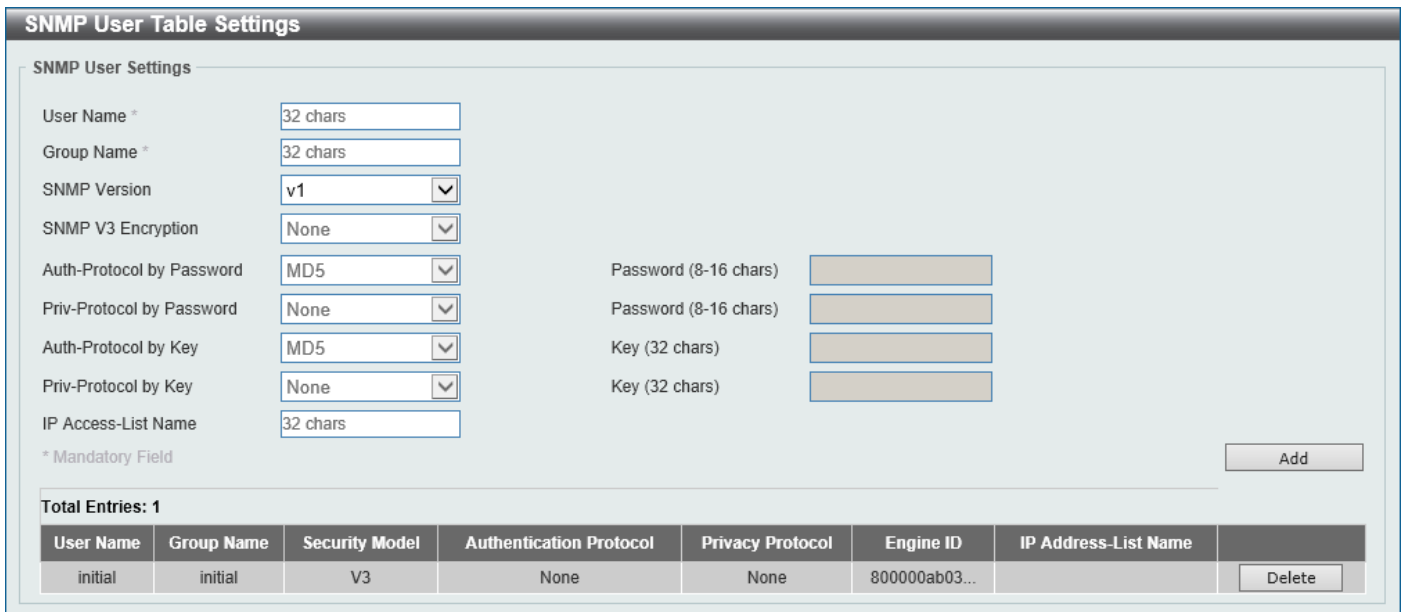 SNMP User Table Settings
SNMP User Settings
User Name * 32 chars
Group Name * 32 chars
SNMP Version v1
SNMP V3 Encryption None
Auth-Protocol by Password MD5 Password (8-16 chars)
Priv-Protocol by Password None Password (8-16 chars)
Auth-Protocol by Key MD5 Key (32 chars)
Priv-Protocol by Key None Key (32 chars)
IP Access-List Name 32 chars
* Mandatory Field Add
Total Entries: 1
User Name Group Name Security Model Authentication Protocol Privacy Protocol Engine ID IP Address-List Name
initial initial V3 None None 800000ab03... Delete